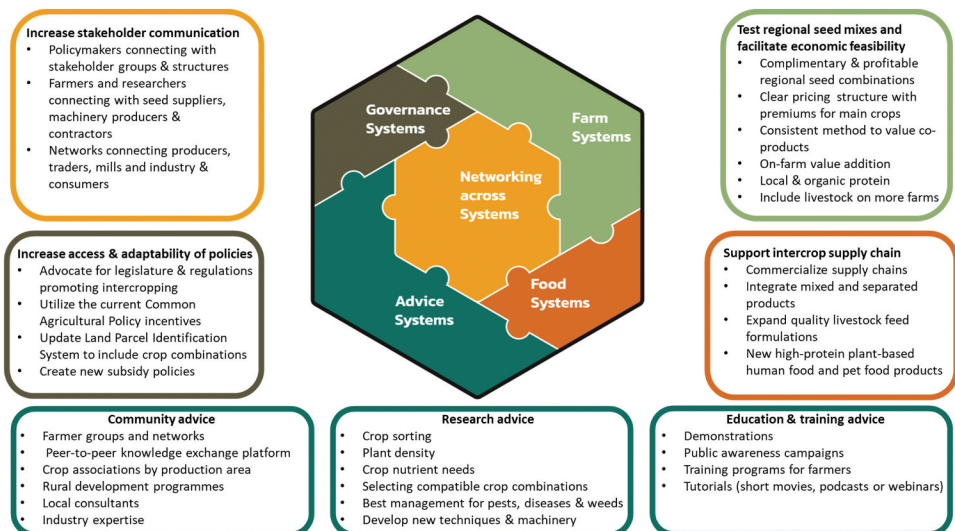 Increase stakeholder communication
• Policymakers connecting with
stakeholder groups & structures
• Farmers and researchers
connecting with seed suppliers,
machinery producers &
contractors
• Networks connecting producers,
traders, mills and industry &
consumers
Increase access & adaptability of policies
• Advocate for legislature & regulations
promoting intercropping
• Utilize the current Common
Agricultural Policy incentives
• Update Land Parcel Identification
System to include crop combinations
• Create new subsidy policies
Governance
Systems
Farm
Systems
Networking
across
Systems
Advice
Systems
Food
Systems
Test regional seed mixes and
facilitate economic feasibility
• Complimentary & profitable
regional seed combinations
• Clear pricing structure with
premiums for main crops
• Consistent method to value co-
products
• On-farm value addition
• Local & organic protein
• Include livestock on more farms
Support intercrop supply chain
• Commercialize supply chains
• Integrate mixed and separated
products
• Expand quality livestock feed
formulations
• New high-protein plant-based
human food and pet food products
Community advice
• Farmer groups and networks
• Peer-to-peer knowledge exchange platform
• Crop associations by production area
• Rural development programmes
• Local consultants
• Industry expertise
Research advice
• Crop sorting
• Plant density
• Crop nutrient needs
• Selecting compatible crop combinations
• Best management for pests, diseases & weeds
• Develop new techniques & machinery
Education & training advice
• Demonstrations
• Public awareness campaigns
• Training programs for farmers
• Tutorials (short movies, podcasts or webinars)